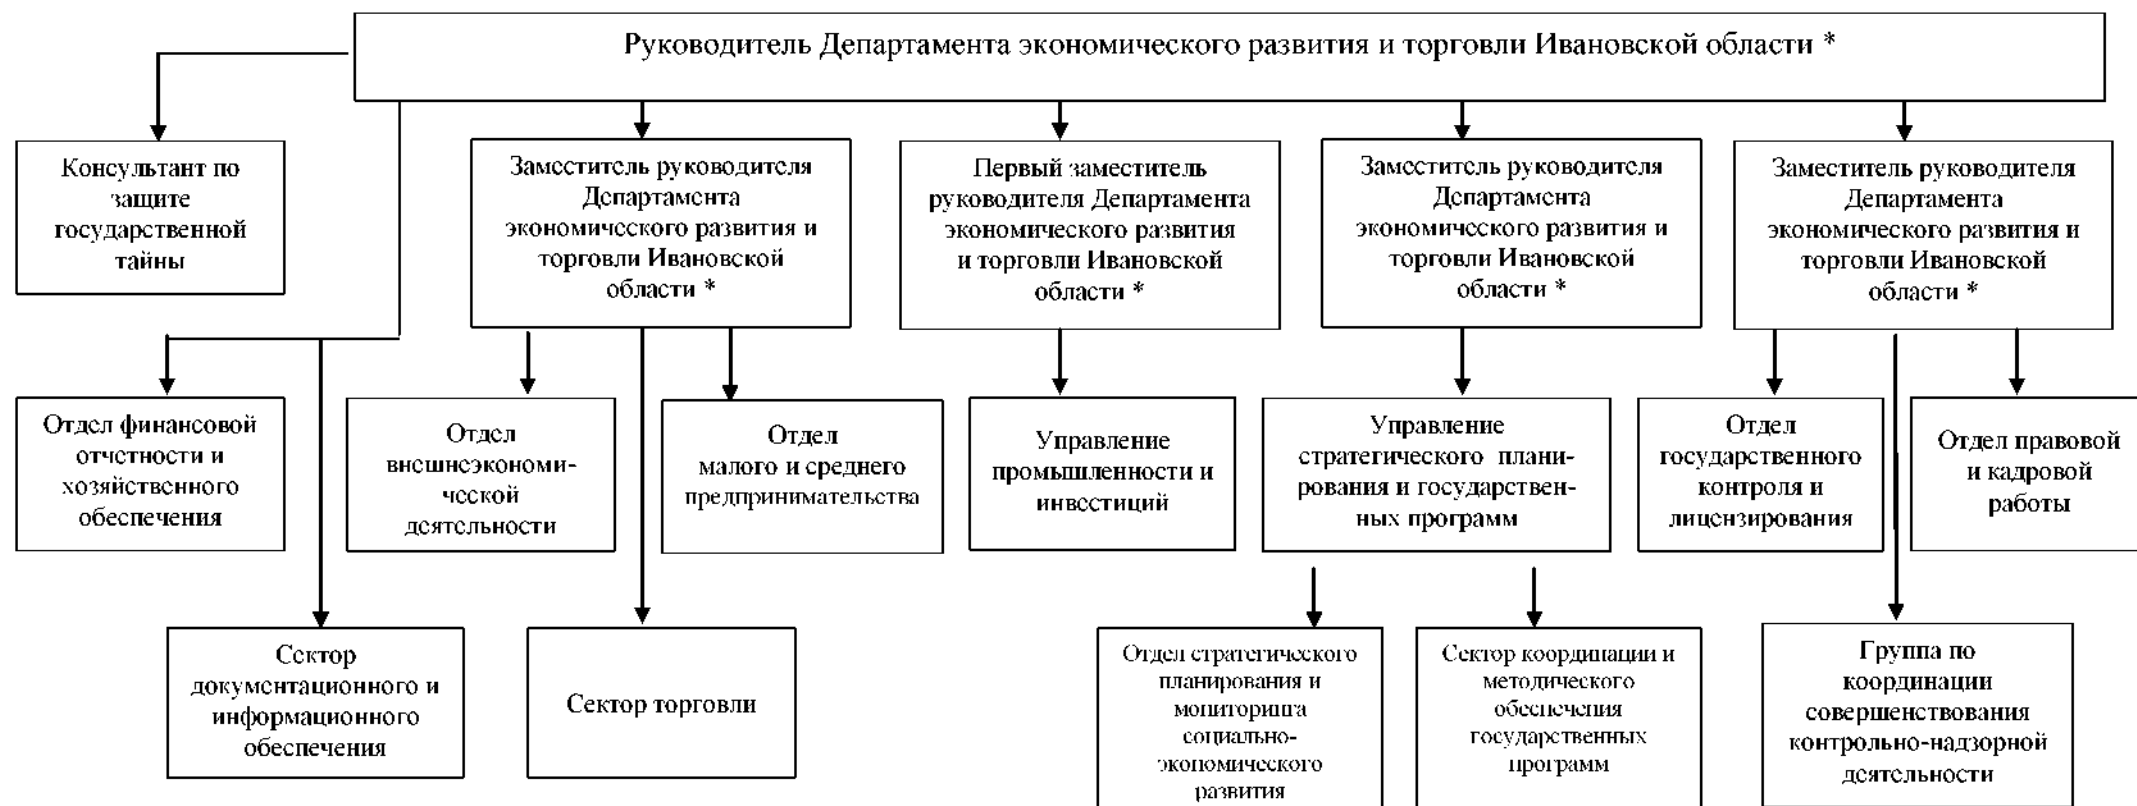 Руководитель Департамента экономического развития и торговли Ивановской области *
Консультант по
защите
государственной
тайны
Заместитель руководителя
Департамента
экономического развития и
торговли Ивановской
области *
Первый заместитель
руководителя Департамента
экономического развития
и торговли Ивановской
области *
Заместитель руководителя
Департамента
экономического развития и
торговли Ивановской
области *
Заместитель руководителя
Департамента
экономического развития и
торговли Ивановской
области *
Отдел финансовой
отчетности и
хозяйственного
обеспечения
Отдел
внешнеэкономи-
ческой
деятельности
Отдел
малого и среднего
предпринимательства
Управление
промышленности и
инвестиций
Управление
стратегического плани-
рования и государствен-
ных программ
Отдел
государственного
контроля и
лицензирования
Отдел правовой
и кадровой
работы
Сектор
документационного и
информационного
обеспечения
Сектор торговли
Отдел стратегического
планирования и
мониторинга
социально-
экономического
развития
Сектор координации и
методического
обеспечения
государственных
программ
Группа по
координации
совершенствования
контрольно-надзорной
деятельности